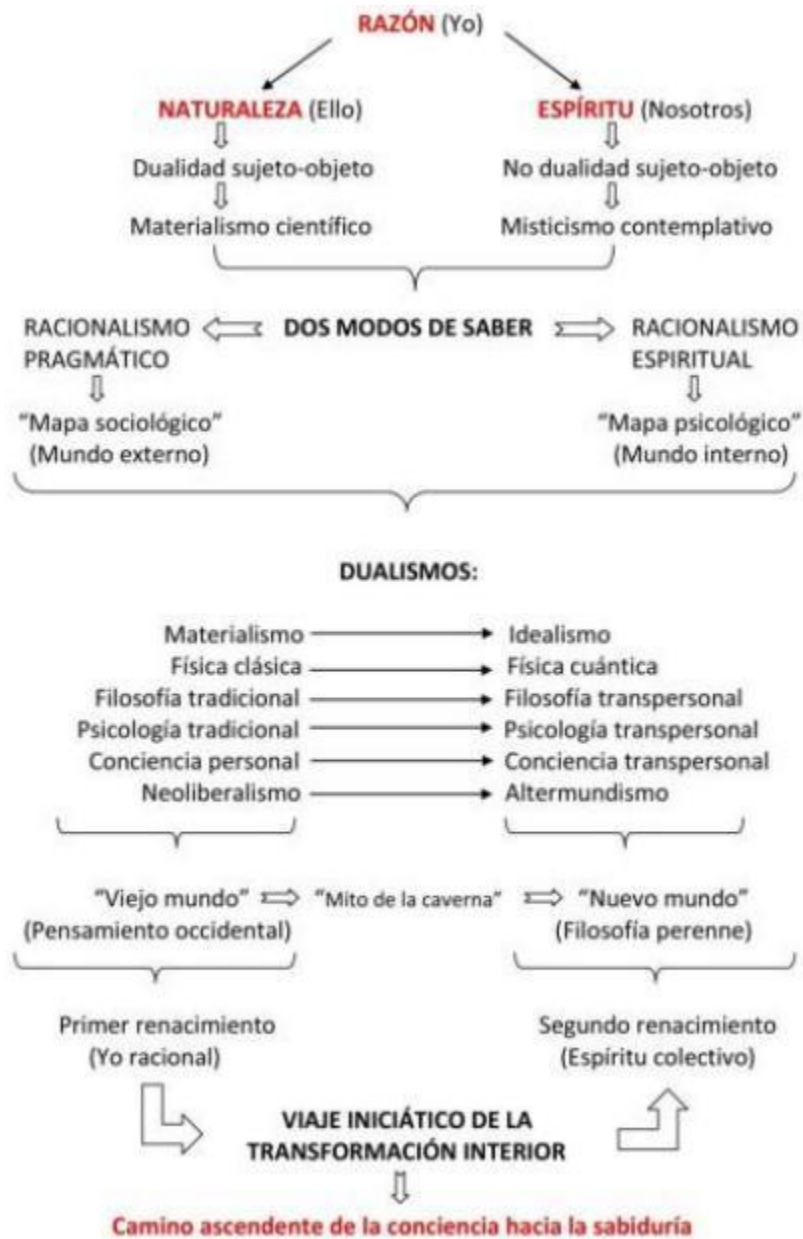 RAZÓN (Yo)
NATURALEZA (Ello) ESPÍRITU (Nosotros)
Dualidad sujeto-objeto No dualidad sujeto-objeto
Materialismo científico Misticismo contemplativo
RACIONALISMO DOS MODOS DE SABER RACIONALISMO
PRAGMÁTICO ESPIRITUAL
“Mapa sociológico” “Mapa psicológico”
(Mundo externo) (Mundo interno)
DUALISMOS:
Materialismo Idealismo
Física clásica Física cuántica
Filosofía tradicional Filosofía transpersonal
Psicología tradicional Psicología transpersonal
Conciencia personal Conciencia transpersonal
Neoliberalismo Altermundismo
“Viejo mundo” “Mito de la caverna” “Nuevo mundo”
(Pensamiento occidental) (Filosofía perenne)
Primer renacimiento Segundo renacimiento
(Yo racional) (Espíritu colectivo)
VIAJE INICIÁTICO DE LA
TRANSFORMACIÓN INTERIOR
Camino ascendente de la conciencia hacia la sabiduría